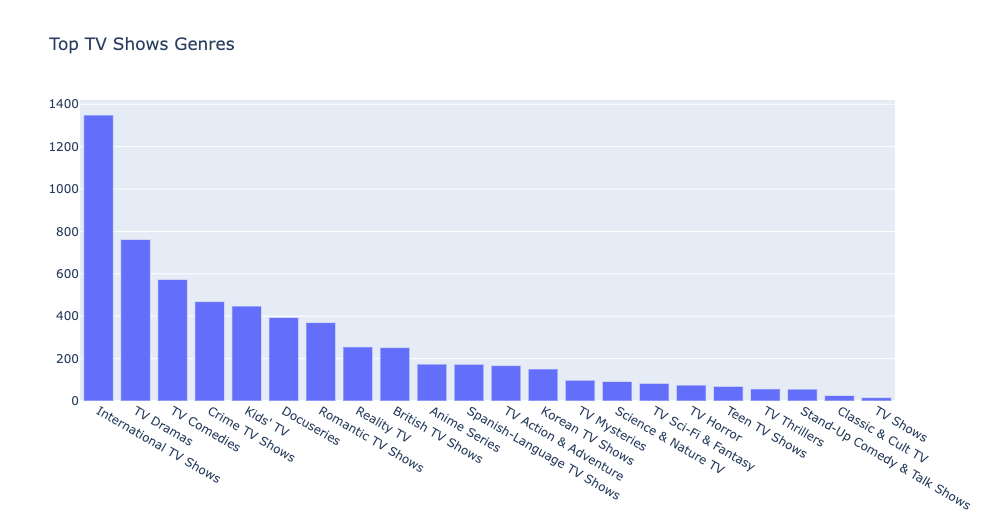 Top TV Shows Genres
1400
1200
1000
800
600
400
200
0
International TV Shows
TV Dramas
TV Comedies
Crime TV Shows
Kids' TV
Docuseries
Romantic TV Shows
Reality TV
British TV Shows
Anime Series
Spanish-Language TV Shows
TV Action & Adventure
Korean TV Shows
TV Mysteries
Science & Nature TV
TV Sci-Fi & Fantasy
TV Horror
Teen TV Shows
TV Thrillers
Stand-Up Comedy & Talk Shows
Classic & Cult TV
TV Shows